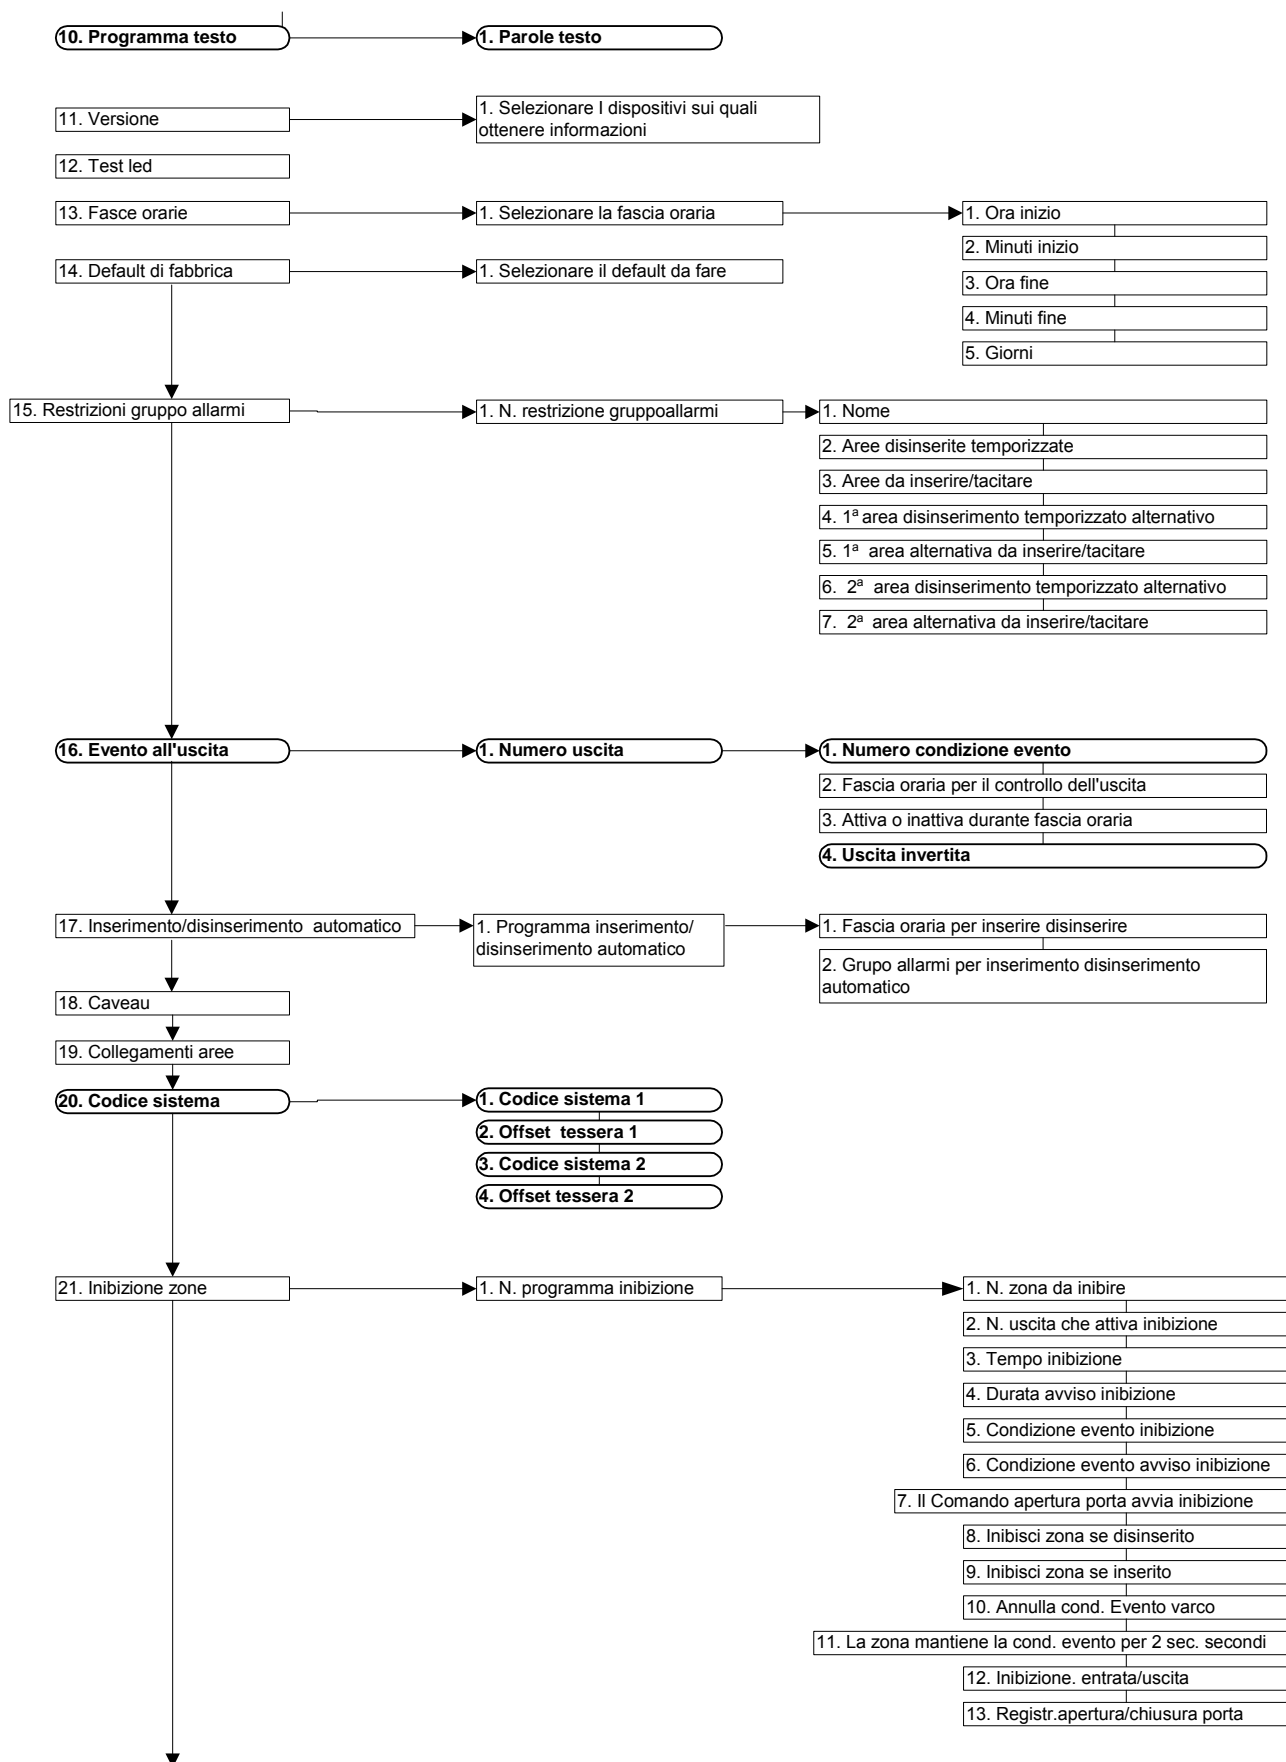 10. Programma testo
1. Parole testo
11. Versione
1. Selezionare I dispositivi sui quali
ottenere informazioni
12. Test led
13. Fasce orarie
1. Selezionare la fascia oraria
1. Ora inizio
2. Minuti inizio
14. Default di fabbrica
1. Selezionare il default da fare
3. Ora fine
4. Minuti fine
5. Giorni
15. Restrizioni gruppo allarmi
1. N. restrizione gruppoallarmi
1. Nome
2. Aree disinserite temporizzate
3. Aree da inserire/tacitare
4. 1ª area disinserimento temporizzato alternativo
5. 1ª area alternativa da inserire/tacitare
6. 2ª area disinserimento temporizzato alternativo
7. 2ª area alternativa da inserire/tacitare
16. Evento all'uscita
1. Numero uscita
1. Numero condizione evento
2. Fascia oraria per il controllo dell'uscita
3. Attiva o inattiva durante fascia oraria
4. Uscita invertita
17. Inserimento/disinserimento automatico
1. Programma inserimento/
disinserimento automatico
1. Fascia oraria per inserire disinserire
2. Grupo allarmi per inserimento disinserimento
automatico
18. Caveau
19. Collegamenti aree
20. Codice sistema
1. Codice sistema 1
2. Offset tessera 1
3. Codice sistema 2
4. Offset tessera 2
21. Inibizione zone
1. N. programma inibizione
1. N. zona da inibire
2. N. uscita che attiva inibizione
3. Tempo inibizione
4. Durata avviso inibizione
5. Condizione evento inibizione
6. Condizione evento avviso inibizione
7. Il Comando apertura porta avvia inibizione
8. Inibisci zona se disinserito
9. Inibisci zona se inserito
10. Annulla cond. Evento varco
11. La zona mantiene la cond. evento per 2 sec. secondi
12. Inibizione. entrata/uscita
13. Registr.apertura/chiusura porta